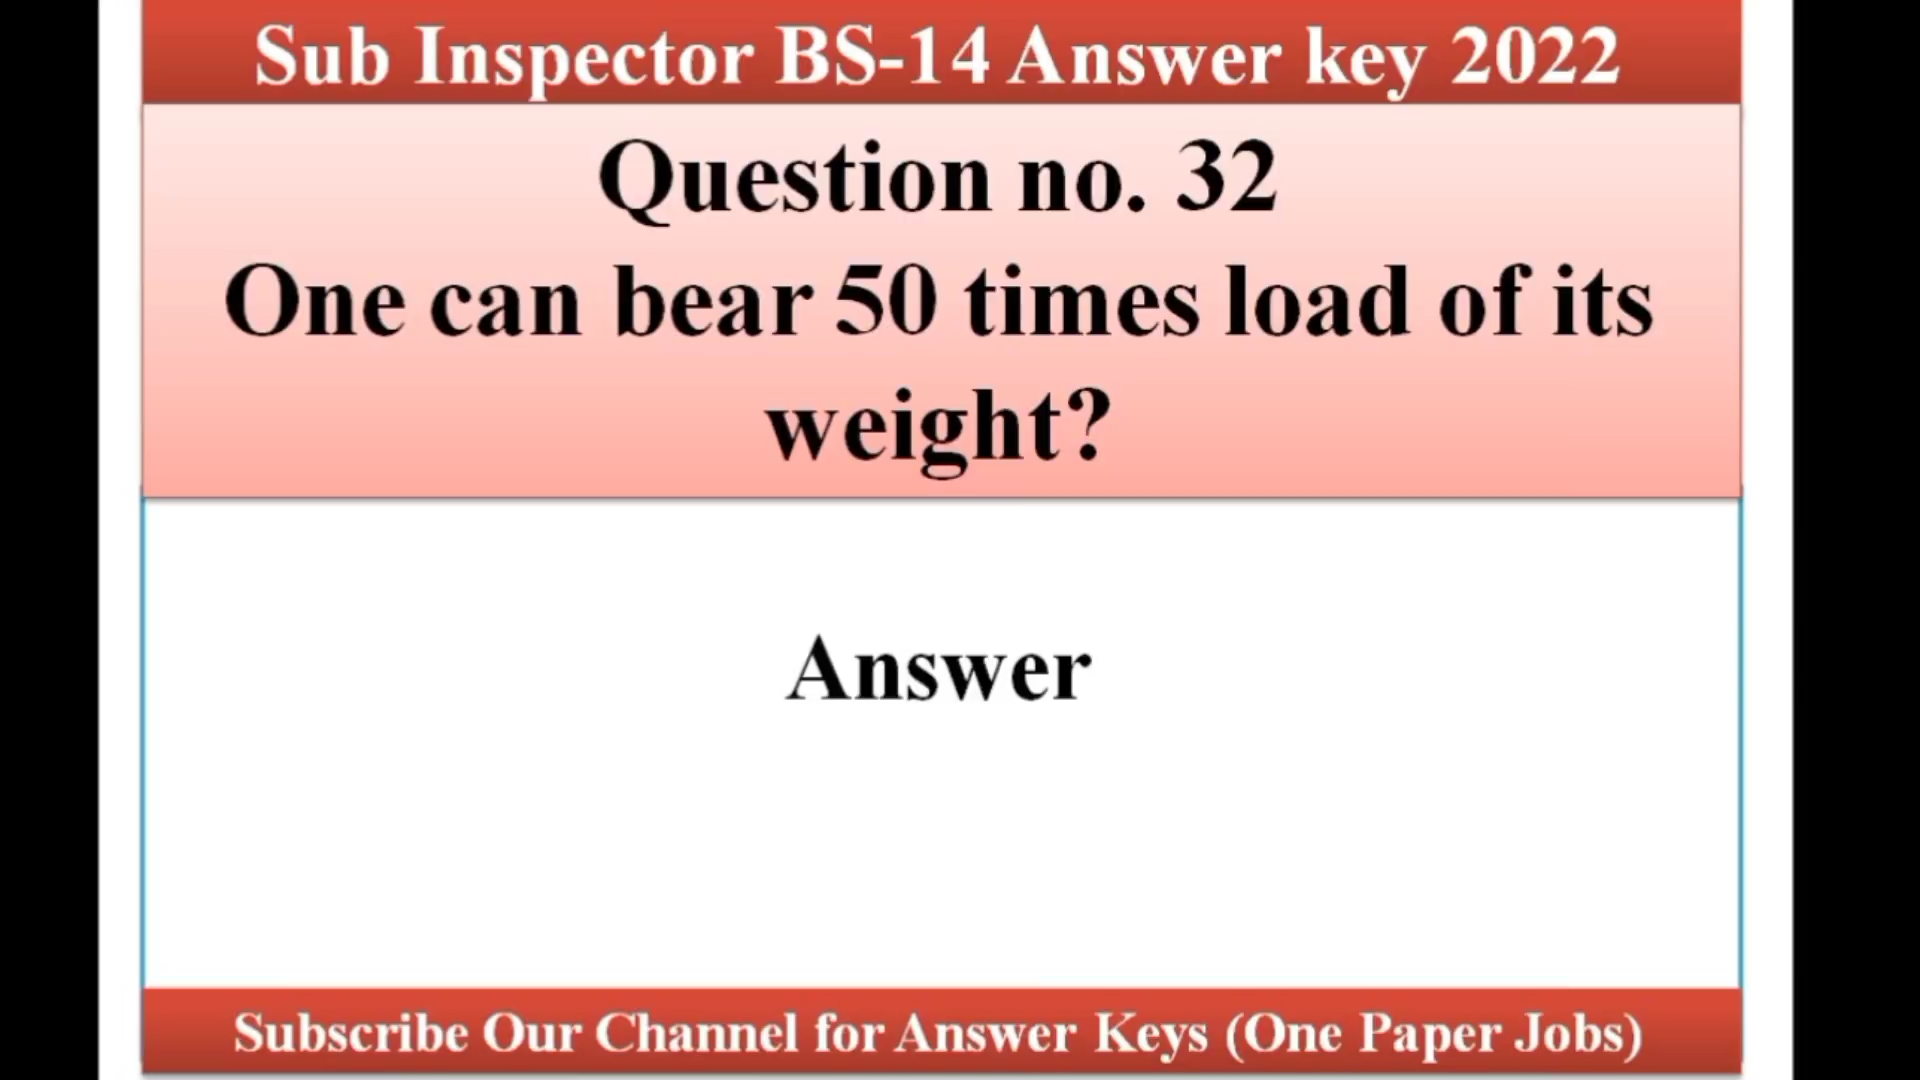 Sub Inspector BS-14 Answer key 2022
Question no. 32
One can bear 50 times load of its
weight?
Answer
Subscribe Our Channel for Answer Keys (One Paper Jobs)